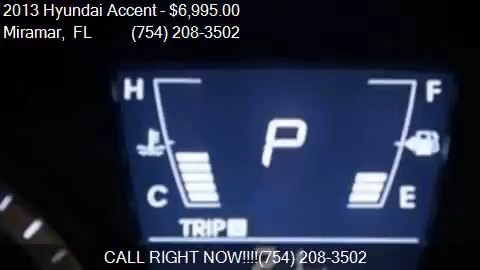 2013 Hyundai Accent - $6,995.00
Miramar, FL (754) 208-3502
H F
P
C E
TRIP
CALL RIGHT NOW!!!!(754) 208-3502